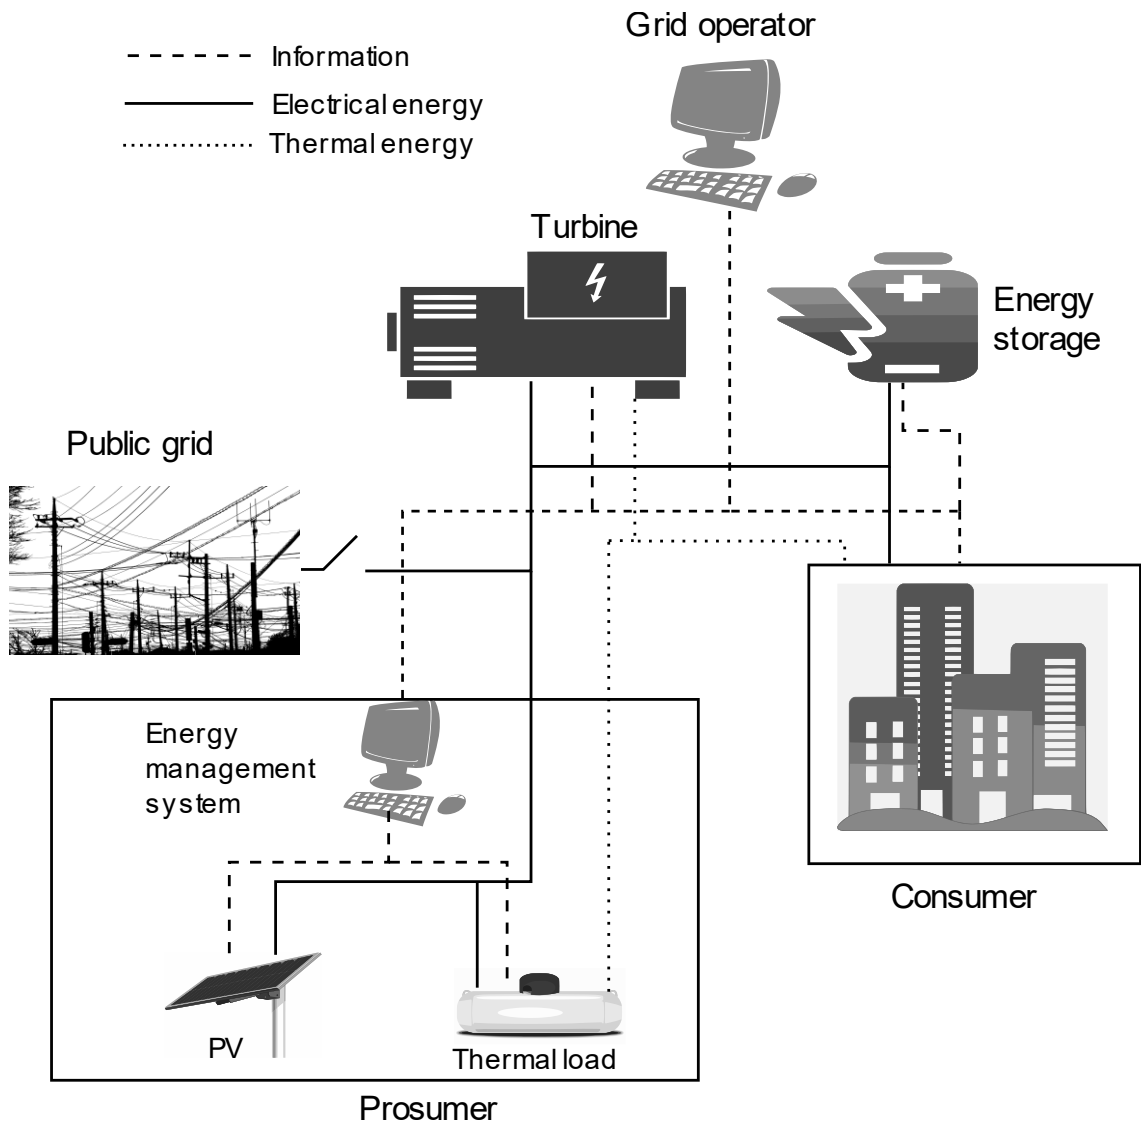 Grid operator
Information
Electrical energy
Thermal energy
Turbine
Energy
storage
Public grid
Energy
management
system
PV
Thermal load
Consumer
Prosumer